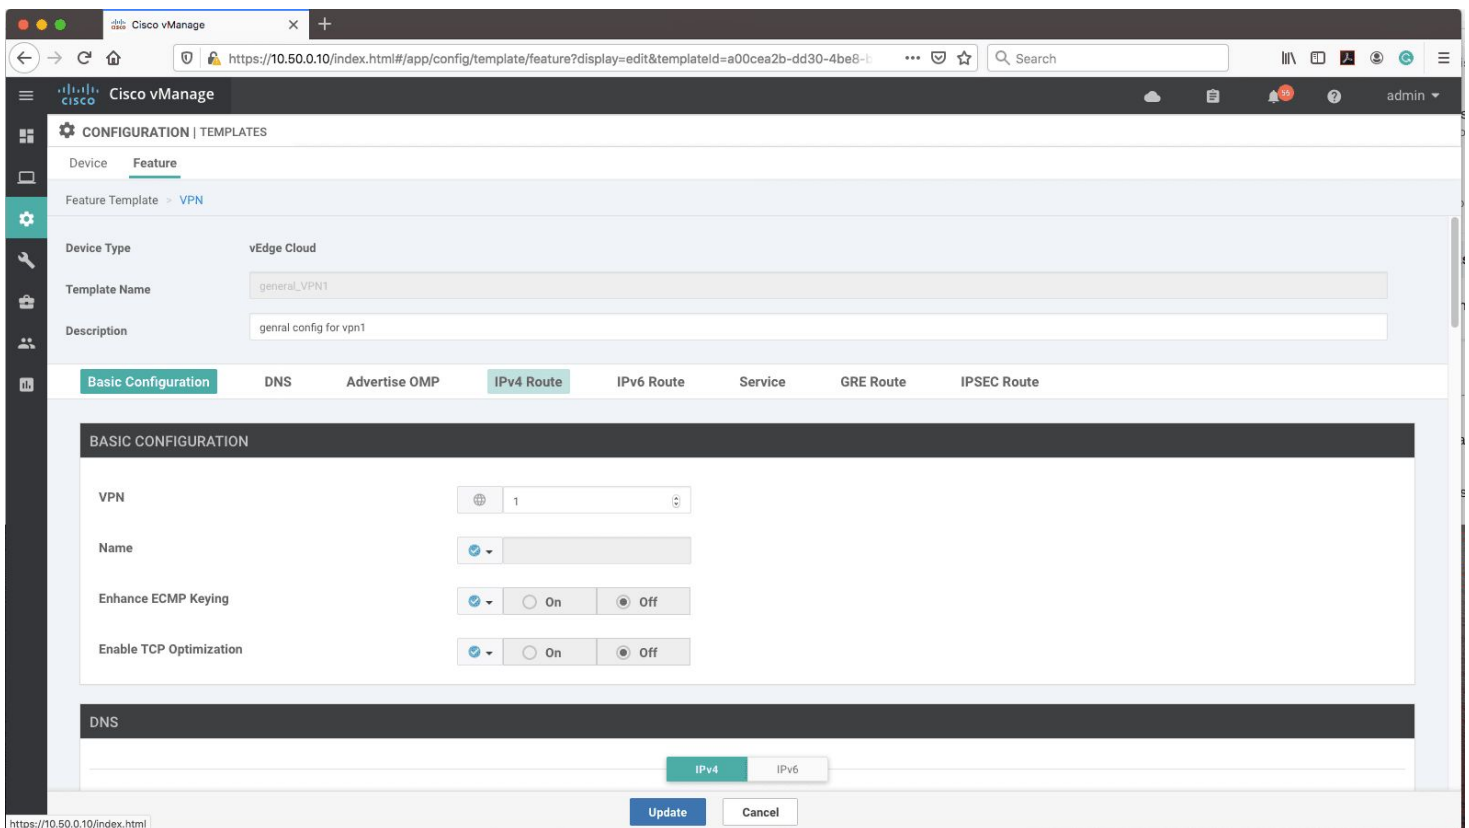 Cisco vManage
https://10.50.0.10/index.html#/app/config/template/feature?display=edit&templateId=a00cea2b-dd30-4be8-
Search
CISCO Cisco vManage
admin
CONFIGURATION | TEMPLATES
Device Feature
Feature Template » VPN
Device Type vEdge Cloud
Template Name general_VPN1
Description genral config for vpn1
Basic Configuration DNS Advertise OMP IPv4 Route IPv6 Route Service GRE Route IPSEC Route
BASIC CONFIGURATION
VPN 1
Name
Enhance ECMP Keying On Off
Enable TCP Optimization On Off
DNS
IPv4 IPv6
Update Cancel
https://10.50.0.10/index.html